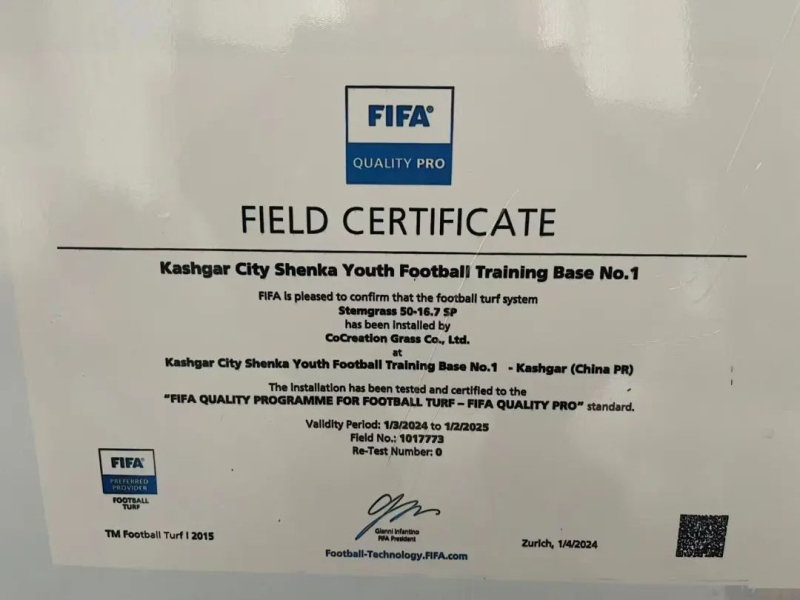 FIFA®
QUALITY PRO
FIELD CERTIFICATE
Kashgar City Shenka Youth Football Training Base No.1
FIFA is pleased to confirm that the football turf system
Stemgrass 50-16.7 SP
has been installed by
CoCreation Grass Co., Ltd.
at
Kashgar City Shenka Youth Football Training Base No.1 - Kashgar (China PR)
The installation has been tested and certified to the
"FIFA QUALITY PROGRAMME FOR FOOTBALL TURF – FIFA QUALITY PRO" standard.
Validity Period: 1/3/2024 to 1/2/2025
Field No.: 1017773
Re-Test Number: 0
FIFA
PREFERRED
PROVIDER
FOOTBALL
TURF
Gianni Infantino
FIFA President
TM Football Turf I 2015
Zurich, 1/4/2024
Football-Technology.FIFA.com